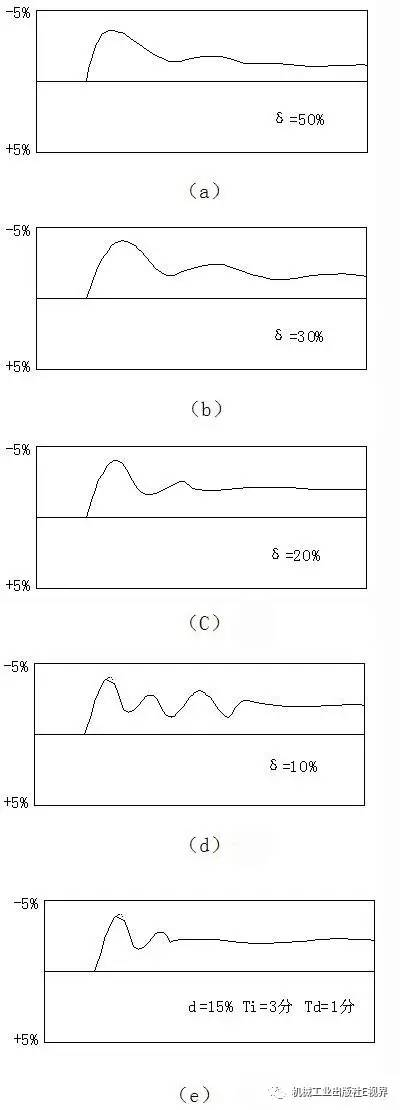 -5%
δ=50%
+5%
(a)
-5%
δ=30%
+5%
(b)
-5%
δ=20%
+5%
(C)
-5%
δ=10%
+5%
(d)
-5%
d=15% Ti=3分 Td=1分
+5%
(e)
机械工业出版社E视界